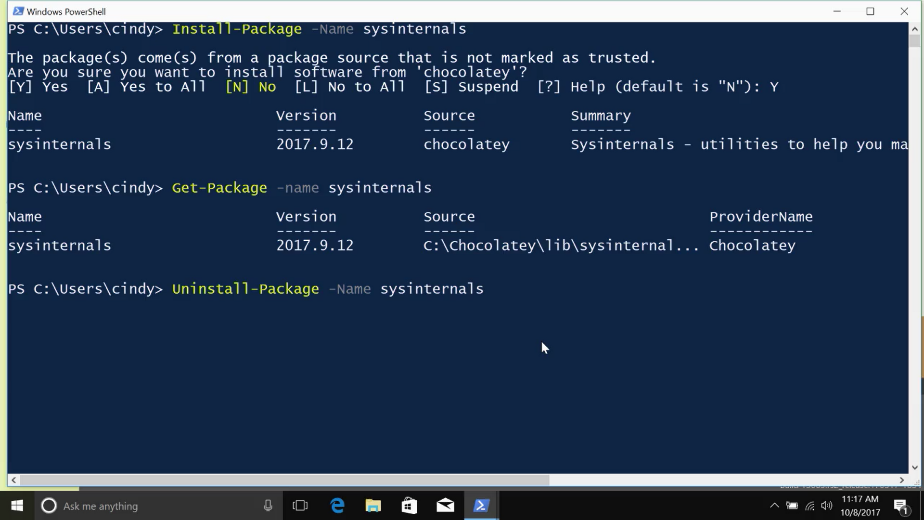 Windows PowerShell
PS C:\Users\cindy> Install-Package -Name sysinternals
The package(s) come(s) from a package source that is not marked as trusted.
Are you sure you want to install software from 'chocolatey'?
[Y] Yes  [A] Yes to All  [N] No  [L] No to All  [S] Suspend  [?] Help (default is "N"): Y
Name Version Source Summary
---- ------- ------ -------
sysinternals 2017.9.12 chocolatey Sysinternals - utilities to help you ma
PS C:\Users\cindy> Get-Package -name sysinternals
Name Version Source ProviderName
---- ------- ------ ------------
sysinternals 2017.9.12 C:\Chocolatey\lib\sysinternal... Chocolatey
PS C:\Users\cindy> Uninstall-Package -Name sysinternals
Ask me anything
11:17 AM
10/8/2017
1